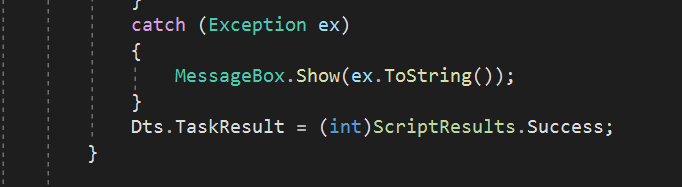 }
catch (Exception ex)
{
MessageBox.Show(ex.ToString());
}
Dts.TaskResult = (int)ScriptResults.Success;
}